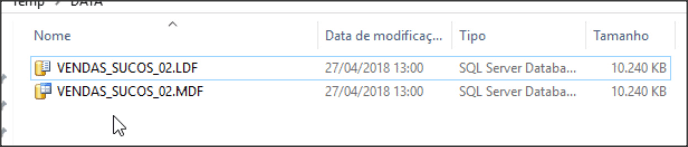 Temp > DATA
Nome Data de modificaç... Tipo Tamanho
VENDAS_SUCOS_02.LDF 27/04/2018 13:00 SQL Server Databa... 10.240 KB
VENDAS_SUCOS_02.MDF 27/04/2018 13:00 SQL Server Databa... 10.240 KB